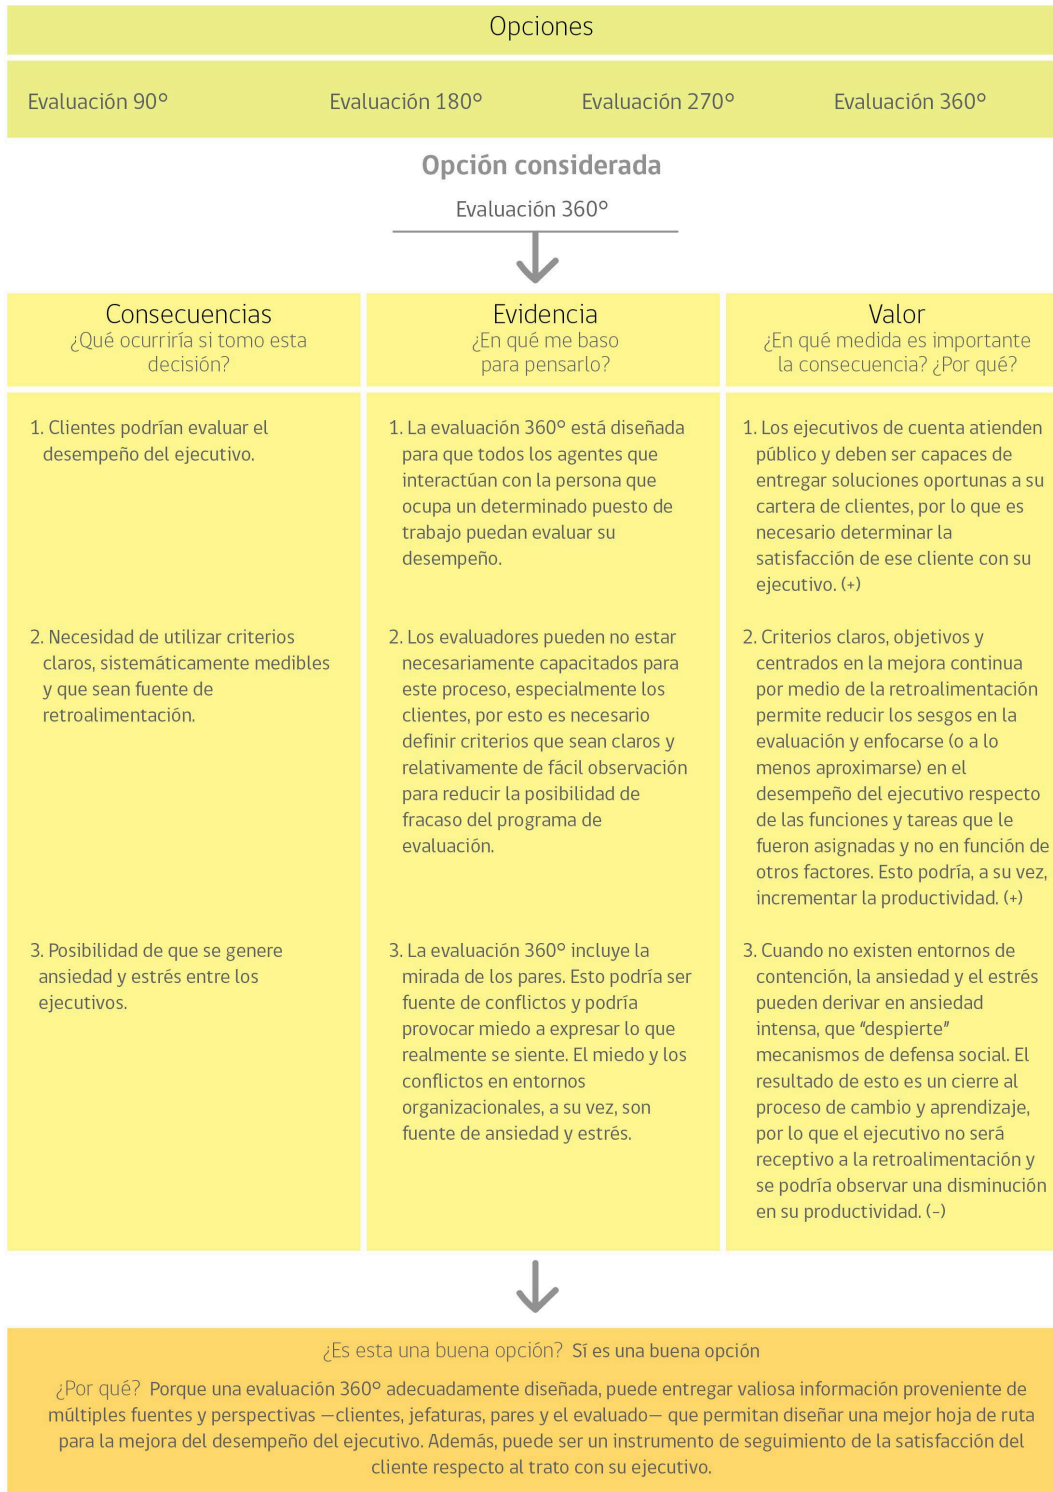 Opciones
Evaluación 90° Evaluación 180° Evaluación 270° Evaluación 360°
Opción considerada
Evaluación 360°
Consecuencias
¿Qué ocurriría si tomo esta
decisión?
Evidencia
¿En qué me baso
para pensarlo?
Valor
¿En qué medida es importante
la consecuencia? ¿Por qué?
1. Clientes podrían evaluar el
desempeño del ejecutivo.
1. La evaluación 360° está diseñada
para que todos los agentes que
interactúan con la persona que
ocupa un determinado puesto de
trabajo puedan evaluar su
desempeño.
1. Los ejecutivos de cuenta atienden
público y deben ser capaces de
entregar soluciones oportunas a su
cartera de clientes, por lo que es
necesario determinar la
satisfacción de ese cliente con su
ejecutivo. (+)
2. Necesidad de utilizar criterios
claros, sistemáticamente medibles
y que sean fuente de
retroalimentación.
2. Los evaluadores pueden no estar
necesariamente capacitados para
este proceso, especialmente los
clientes, por esto es necesario
definir criterios que sean claros y
relativamente de fácil observación
para reducir la posibilidad de
fracaso del programa de
evaluación.
2. Criterios claros, objetivos y
centrados en la mejora continua
por medio de la retroalimentación
permite reducir los sesgos en la
evaluación y enfocarse (o a lo
menos aproximarse) en el
desempeño del ejecutivo respecto
de las funciones y tareas que le
fueron asignadas y no en función de
otros factores. Esto podría, a su vez,
incrementar la productividad. (+)
3. Posibilidad de que se genere
ansiedad y estrés entre los
ejecutivos.
3. La evaluación 360° incluye la
mirada de los pares. Esto podría ser
fuente de conflictos y podría
provocar miedo a expresar lo que
realmente se siente. El miedo y los
conflictos en entornos
organizacionales, a su vez, son
fuente de ansiedad y estrés.
3. Cuando no existen entornos de
contención, la ansiedad y el estrés
pueden derivar en ansiedad
intensa, que “despierte”
mecanismos de defensa social. El
resultado de esto es un cierre al
proceso de cambio y aprendizaje,
por lo que el ejecutivo no será
receptivo a la retroalimentación y
se podría observar una disminución
en su productividad. (-)
¿Es esta una buena opción? Sí es una buena opción
¿Por qué? Porque una evaluación 360° adecuadamente diseñada, puede entregar valiosa información proveniente de
múltiples fuentes y perspectivas —clientes, jefaturas, pares y el evaluado— que permitan diseñar una mejor hoja de ruta
para la mejora del desempeño del ejecutivo. Además, puede ser un instrumento de seguimiento de la satisfacción del
cliente respecto al trato con su ejecutivo.